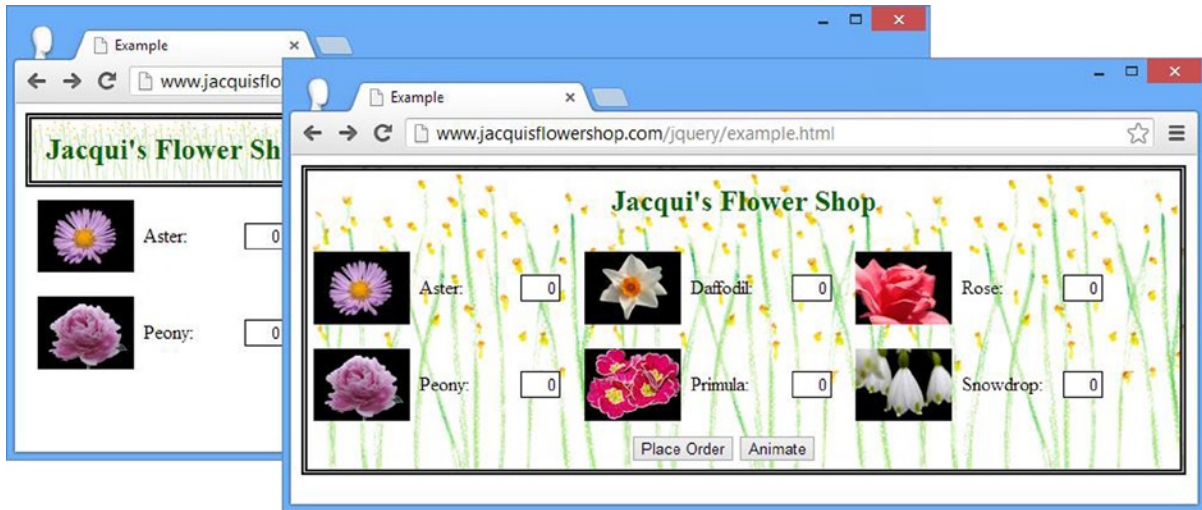 Example
www.jacquisflo
Jacqui's Flower Sh
Aster: 0
Peony: 0
Example
www.jacquisflowershop.com/jquery/example.html
Jacqui's Flower Shop
Aster: 0 Daffodil: 0 Rose: 0
Peony: 0 Primula: 0 Snowdrop: 0
Place Order Animate